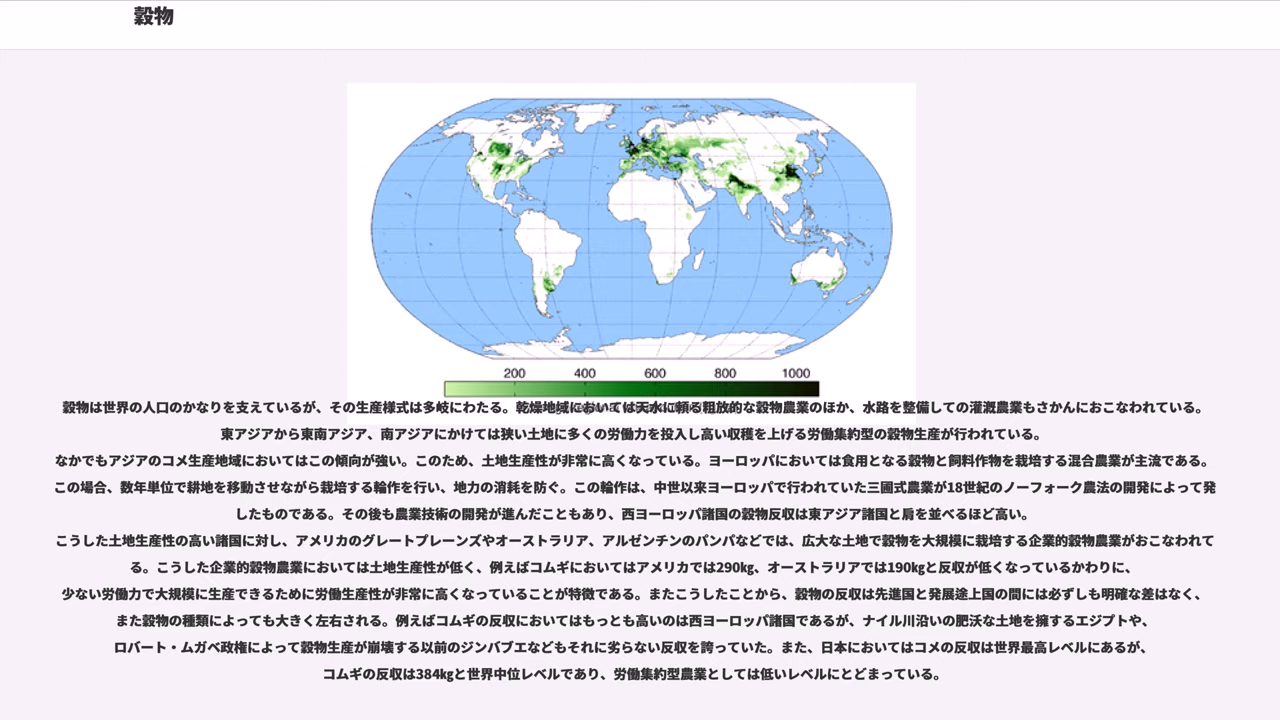 穀物
200 400 600 800 1000
穀物は世界の人口のかなりを支えているが、その生産様式は多岐にわたる。乾燥地域においては天水に頼る粗放的な穀物農業のほか、水路を整備しての灌漑農業もさかんにおこなわれている。
東アジアから東南アジア、南アジアにかけては狭い土地に多くの労働力を投入し高い収穫を上げる労働集約型の穀物生産が行われている。
なかでもアジアのコメ生産地域においてはこの傾向が強い。このため、土地生産性が非常に高くなっている。ヨーロッパにおいては食用となる穀物と飼料作物を栽培する混合農業が主流である。
この場合、数年単位で耕地を移動させながら栽培する輪作を行い、地力の消耗を防ぐ。この輪作は、中世以来ヨーロッパで行われていた三圃式農業が18世紀のノーフォーク農法の開発によって発
したものである。その後も農業技術の開発が進んだこともあり、西ヨーロッパ諸国の穀物反収は東アジア諸国と肩を並べるほど高い。
こうした土地生産性の高い諸国に対し、アメリカのグレートプレーンズやオーストラリア、アルゼンチンのパンパなどでは、広大な土地で穀物を大規模に栽培する企業的穀物農業がおこなわれて
る。こうした企業的穀物農業においては土地生産性が低く、例えばコムギにおいてはアメリカでは290㎏、オーストラリアでは190㎏と反収が低くなっているかわりに、
少ない労働力で大規模に生産できるために労働生産性が非常に高くなっていることが特徴である。またこうしたことから、穀物の反収は先進国と発展途上国の間には必ずしも明確な差はなく、
また穀物の種類によっても大きく左右される。例えばコムギの反収においてはもっとも高いのは西ヨーロッパ諸国であるが、ナイル川沿いの肥沃な土地を擁するエジプトや、
ロバート・ムガベ政権によって穀物生産が崩壊する以前のジンバブエなどもそれに劣らない反収を誇っていた。また、日本においてはコメの反収は世界最高レベルにあるが、
コムギの反収は384㎏と世界中位レベルであり、労働集約型農業としては低いレベルにとどまっている。